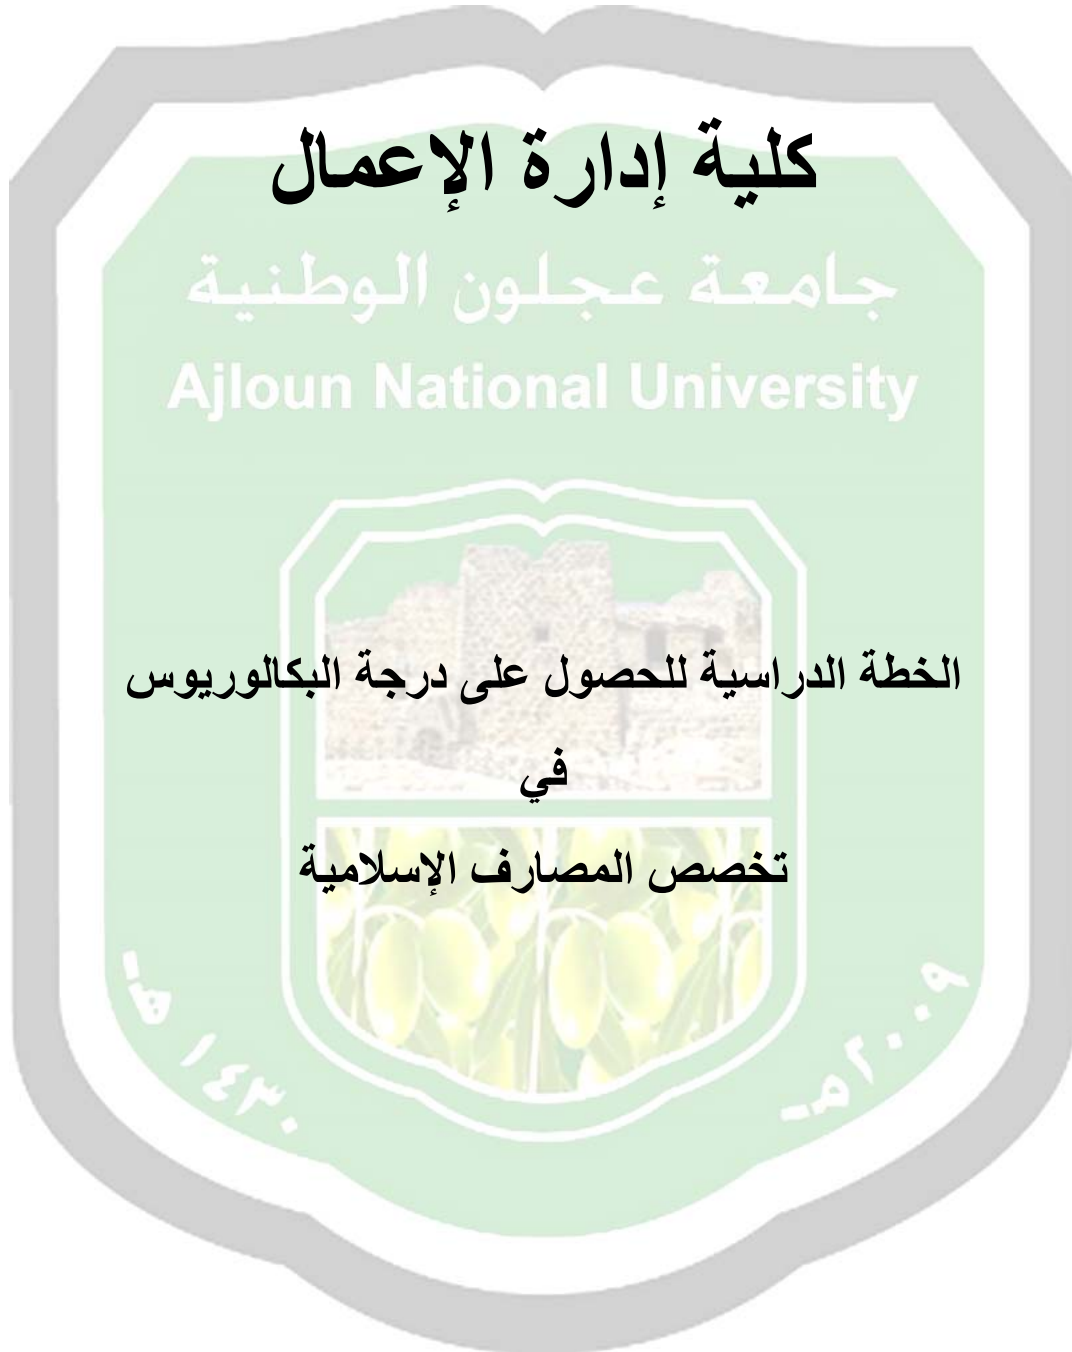 كلية إدارة الإعمال
جامعة عجلون الوطنية
Ajloun National University
الخطة الدراسية للحصول على درجة البكالوريوس
في
تخصص المصارف الإسلامية
١٤٣٠ هـ
٢٠٠٩مـ